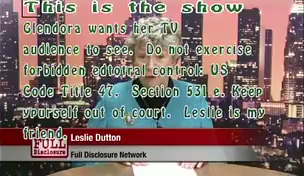 This is the show
Glendora wants her TV
audience to see. Do not exercise
forbidden edtotral control: US
Code Title 47. Section 531 e. Keep
yourself out of court. Leslie is my
friend.
Leslie Dutton
FULL
Disclosure
Full Disclosure Network